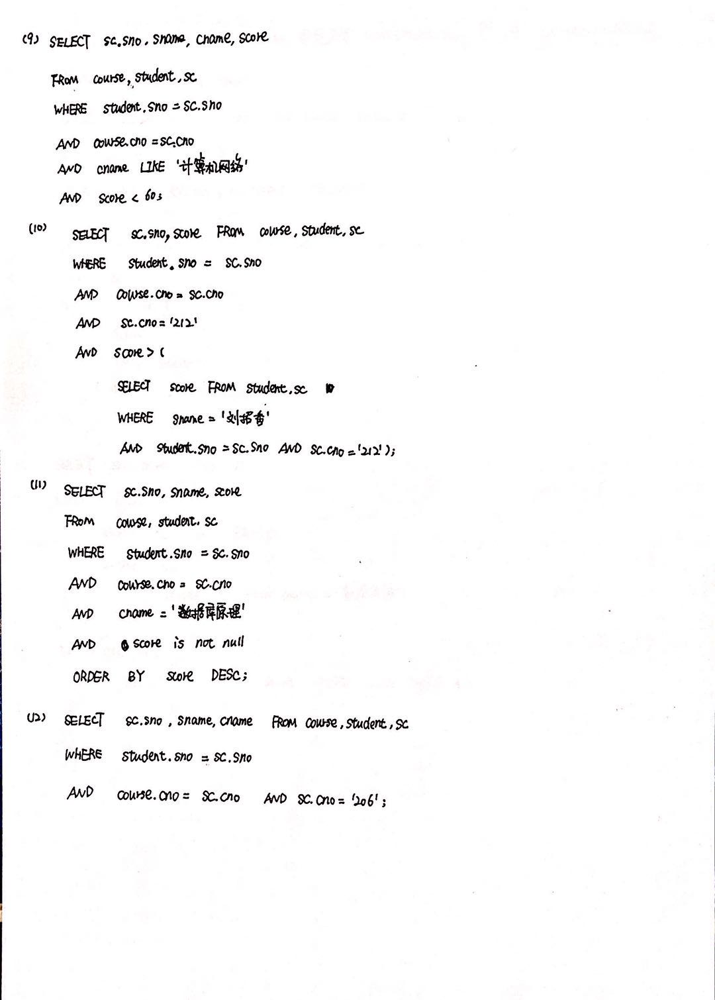 (9) SELECT sc.sno, sname, cname, score
FROM course, student, sc
WHERE student.sno = sc.sno
AND course.cno = sc.cno
AND cname LIKE '计算机网络'
AND score < 60;
(10) SELECT sc.sno, score FROM course, student, sc
WHERE student.sno = sc.sno
AND course.cno = sc.cno
AND sc.cno = '212'
AND score > (
SELECT score FROM student, sc
WHERE sname = '刘拐香'
AND student.sno = sc.sno AND sc.cno = '212');
(11) SELECT sc.sno, sname, score
FROM course, student, sc
WHERE student.sno = sc.sno
AND course.cno = sc.cno
AND cname = '数据库原理'
AND score is not null
ORDER BY score DESC;
(12) SELECT sc.sno, sname, cname FROM course, student, sc
WHERE student.sno = sc.sno
AND course.cno = sc.cno AND sc.cno = '206';